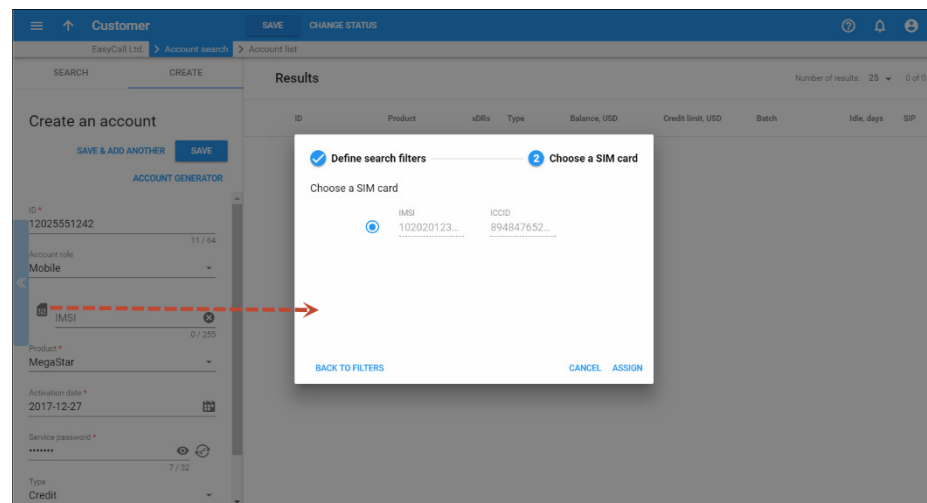 Customer
SAVE CHANGE STATUS
EasyCall Ltd. Account search Account list
SEARCH CREATE
Results
Number of results: 25 0 of 0
Create an account
SAVE & ADD ANOTHER SAVE
ACCOUNT GENERATOR
ID Product xDRs Type Balance, USD Credit limit, USD Batch Idle, days SIP
ID *
12025551242
11 / 64
Account role
Mobile
IMSI
0 / 255
Product *
MegaStar
Activation date *
2017-12-27
Service password *
•••••••
7 / 32
Type
Credit
Define search filters 2 Choose a SIM card
Choose a SIM card
IMSI ICCID
102020123... 894847652...
BACK TO FILTERS CANCEL ASSIGN